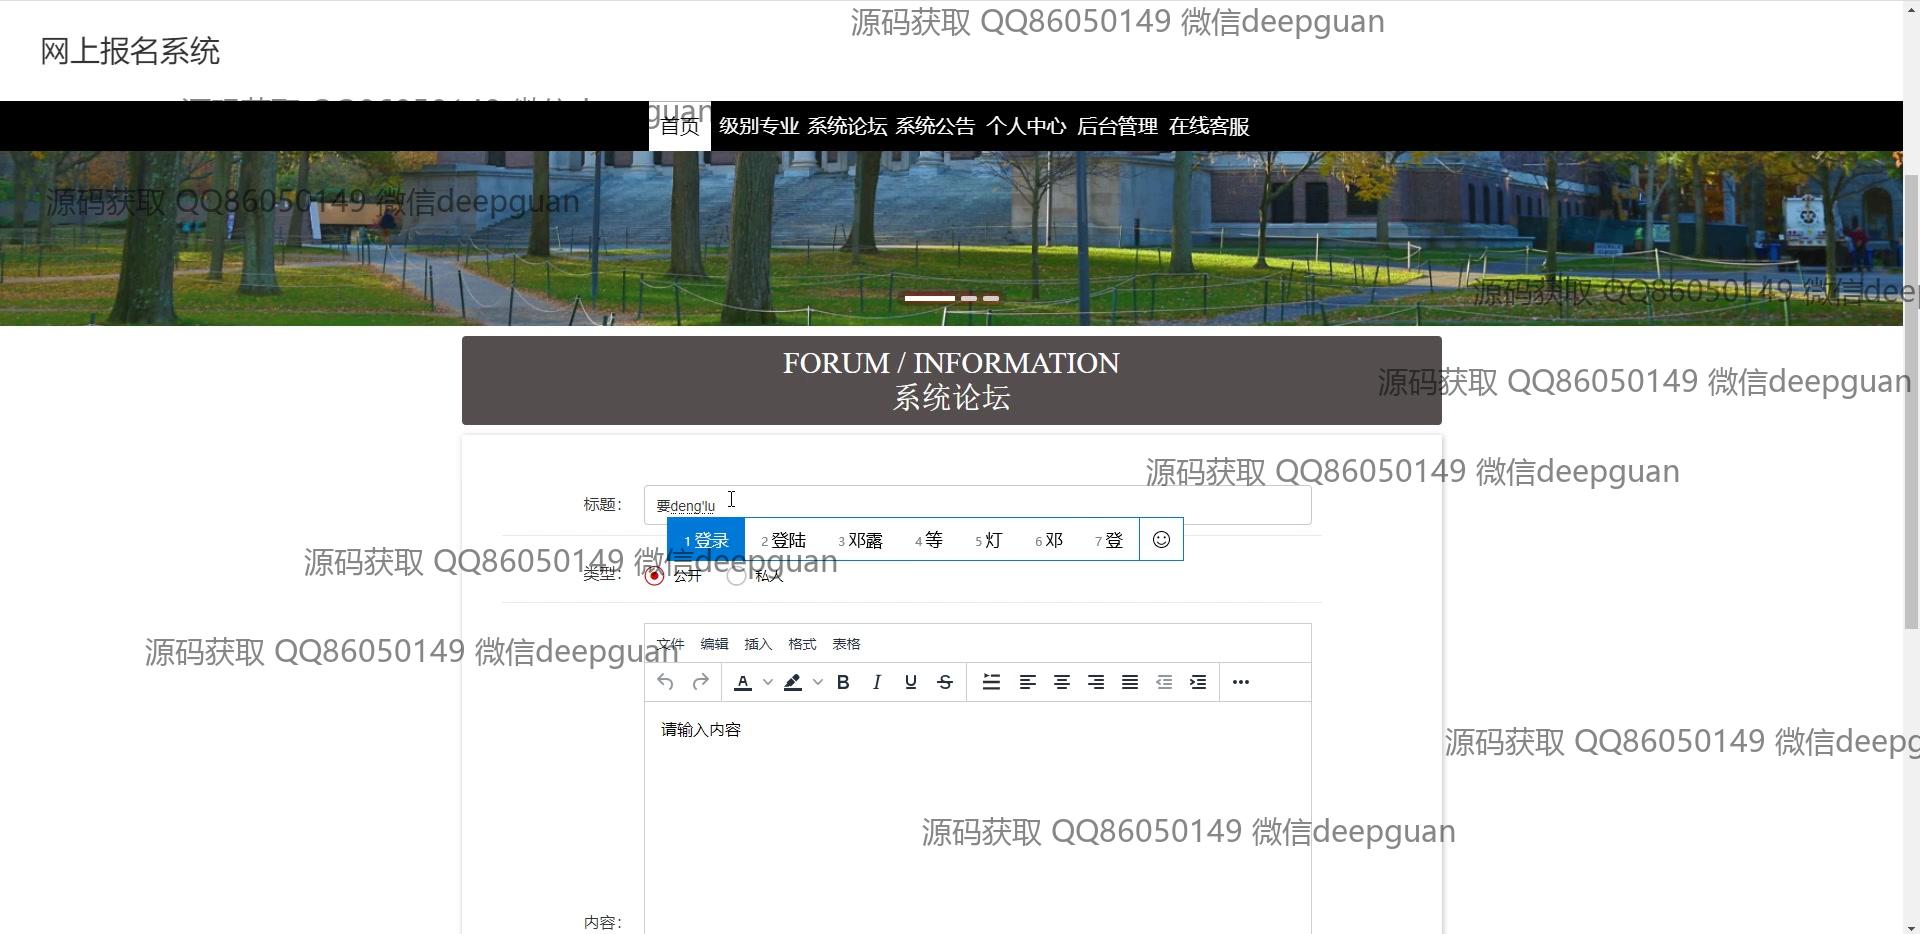 源码获取 QQ86050149 微信deepguan
网上报名系统
首页 级别专业 系统论坛 系统公告 个人中心 后台管理 在线客服
源码获取 QQ86050149 微信deepguan
源码获取 QQ86050149 微信deep
FORUM / INFORMATION
系统论坛
源码获取 QQ86050149 微信deepguan
源码获取 QQ86050149 微信deepguan
标题：
要deng'lu
1 登录 2 登陆 3 邓露 4 等 5 灯 6 邓 7 登
源码获取 QQ86050149 微信deepguan
类型： 公开 私人
源码获取 QQ86050149 微信deepguan
文件 编辑 插入 格式 表格
A B I U S
请输入内容
源码获取 QQ86050149 微信deepg
源码获取 QQ86050149 微信deepguan
内容：